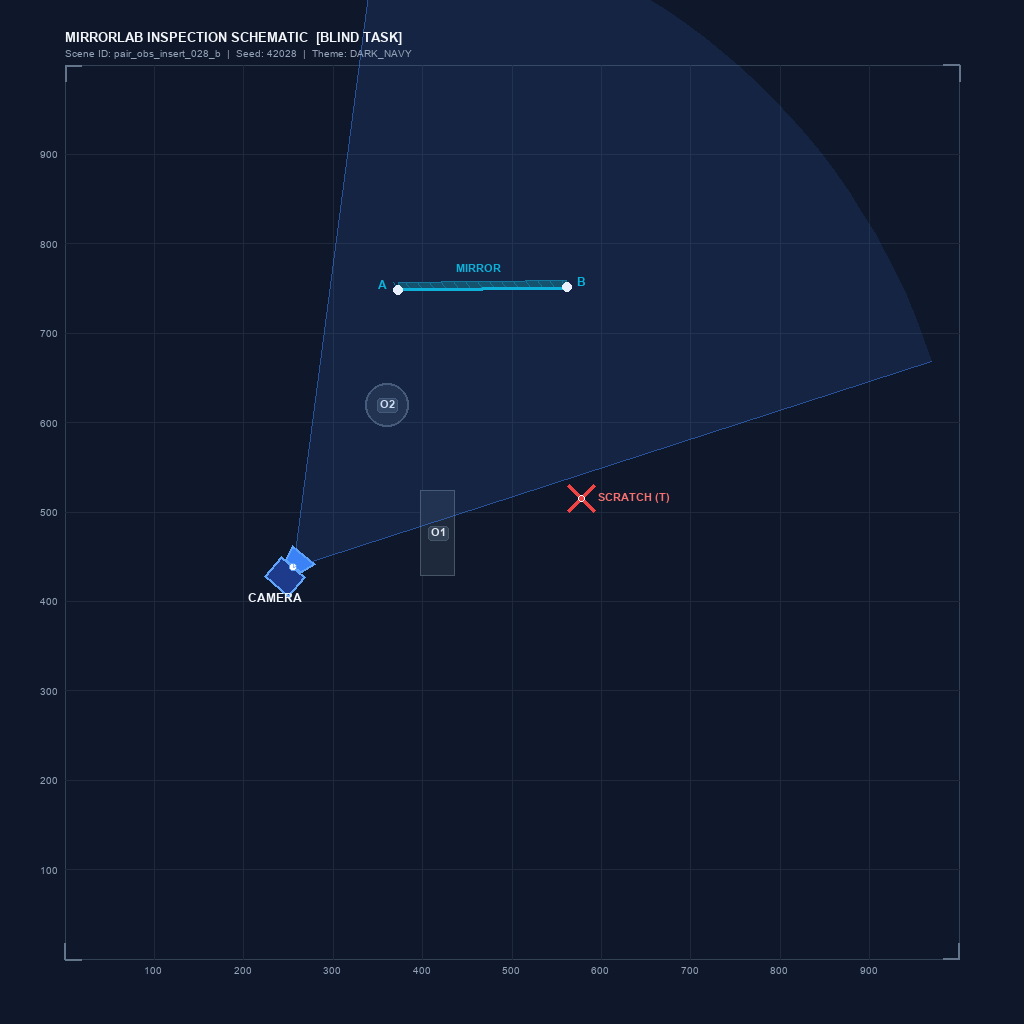 MIRRORLAB INSPECTION SCHEMATIC  [BLIND TASK]
Scene ID: pair_obs_insert_028_b  |  Seed: 42028  |  Theme: DARK_NAVY
900
800
MIRROR
A
B
700
O2
600
SCRATCH (T)
500
O1
CAMERA
400
300
200
100
100 200 300 400 500 600 700 800 900